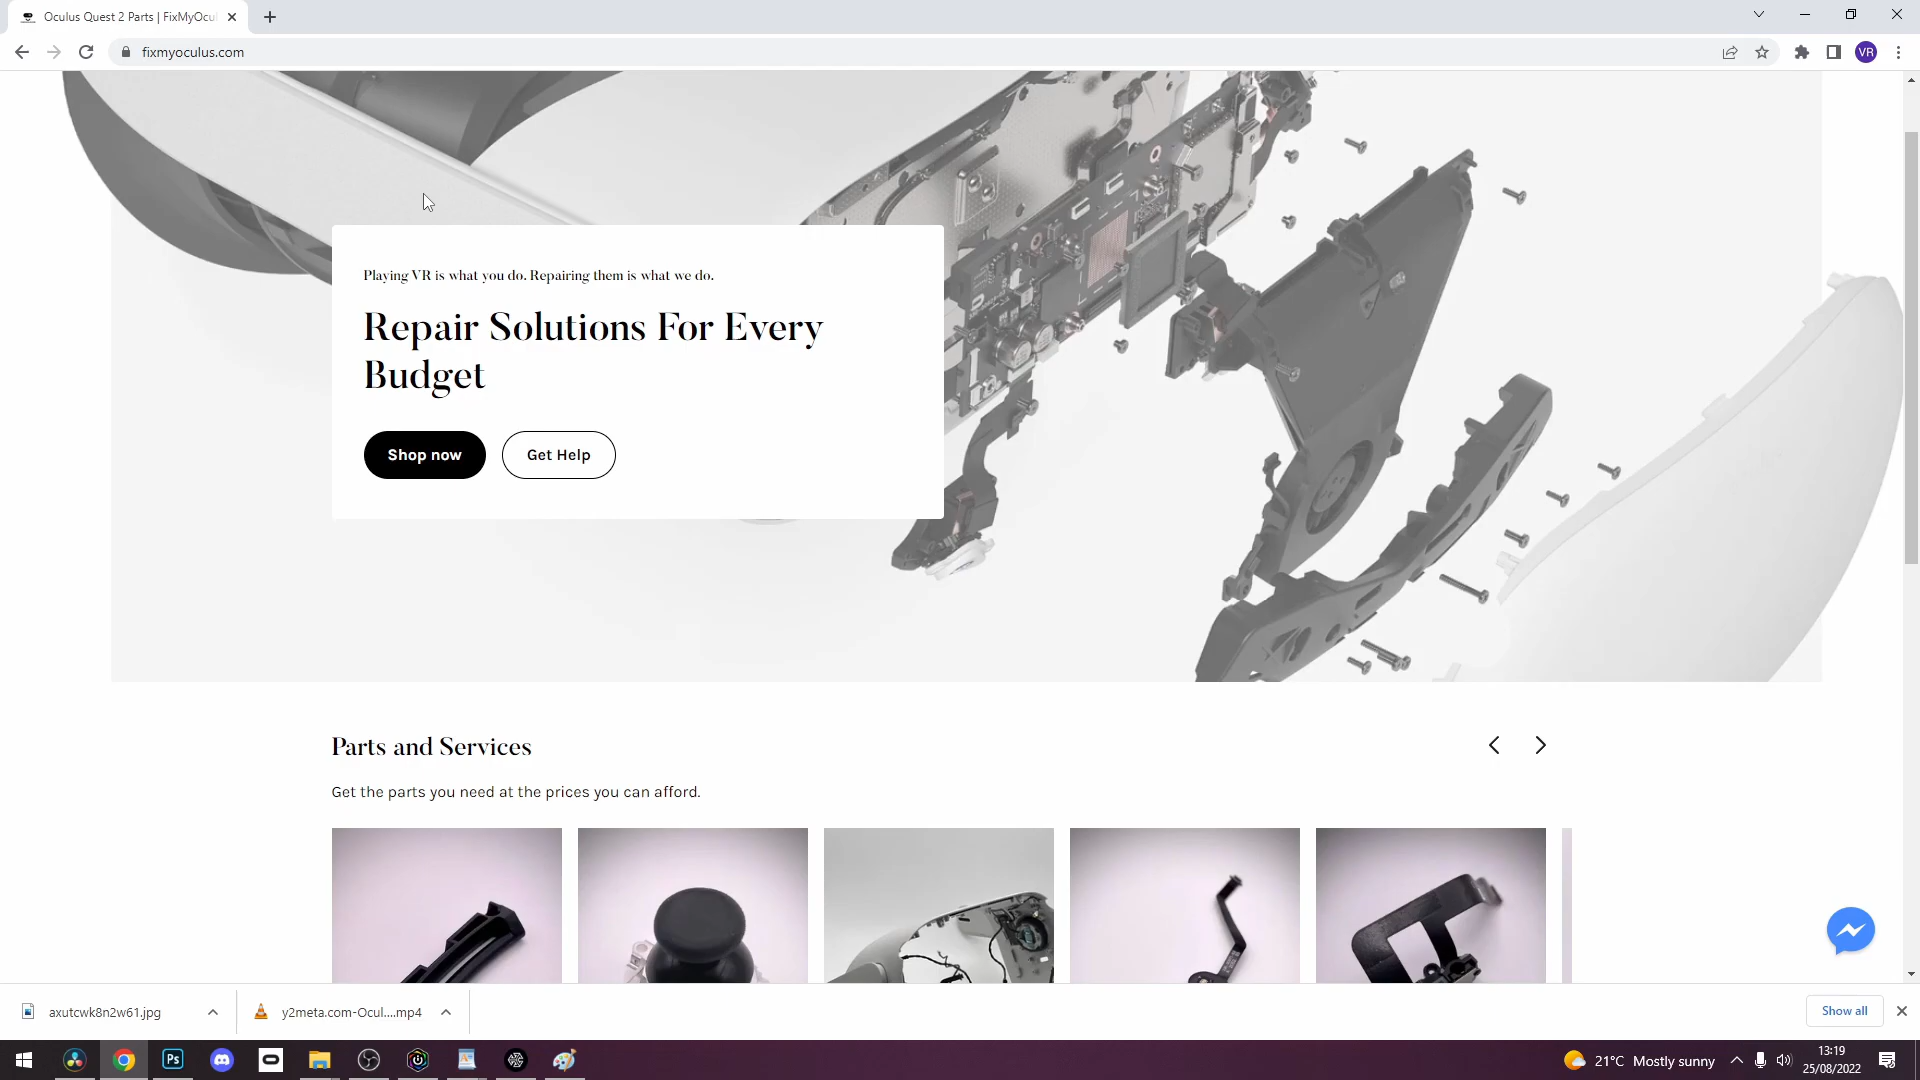 Oculus Quest 2 Parts | FixMyOcu
fixmyoculus.com
VR
Playing VR is what you do. Repairing them is what we do.
Repair Solutions For Every
Budget
Shop now
Get Help
Parts and Services
Get the parts you need at the prices you can afford.
axutcwk8n2w61.jpg
y2meta.com-Ocul....mp4
Show all
Ps
21°C Mostly sunny
13:19
25/08/2022